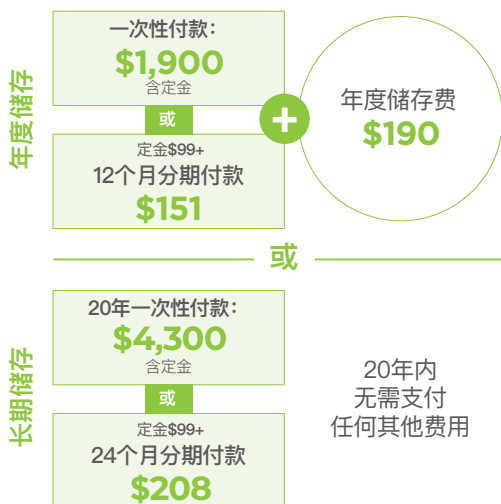 年度储存
一次性付款：
$1,900
含定金
或
定金$99+
12个月分期付款
$151
+
年度储存费
$190
或
长期储存
20年一次性付款：
$4,300
含定金
或
定金$99+
24个月分期付款
$208
20年内
无需支付
任何其他费用